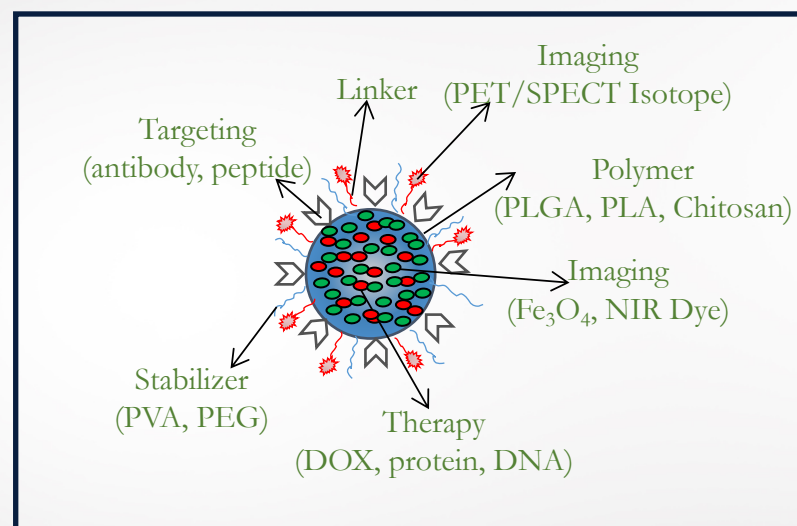 Imaging
(PET/SPECT Isotope)
Linker
Targeting
(antibody, peptide)
Polymer
(PLGA, PLA, Chitosan)
Imaging
(Fe₃O₄, NIR Dye)
Stabilizer
(PVA, PEG)
Therapy
(DOX, protein, DNA)